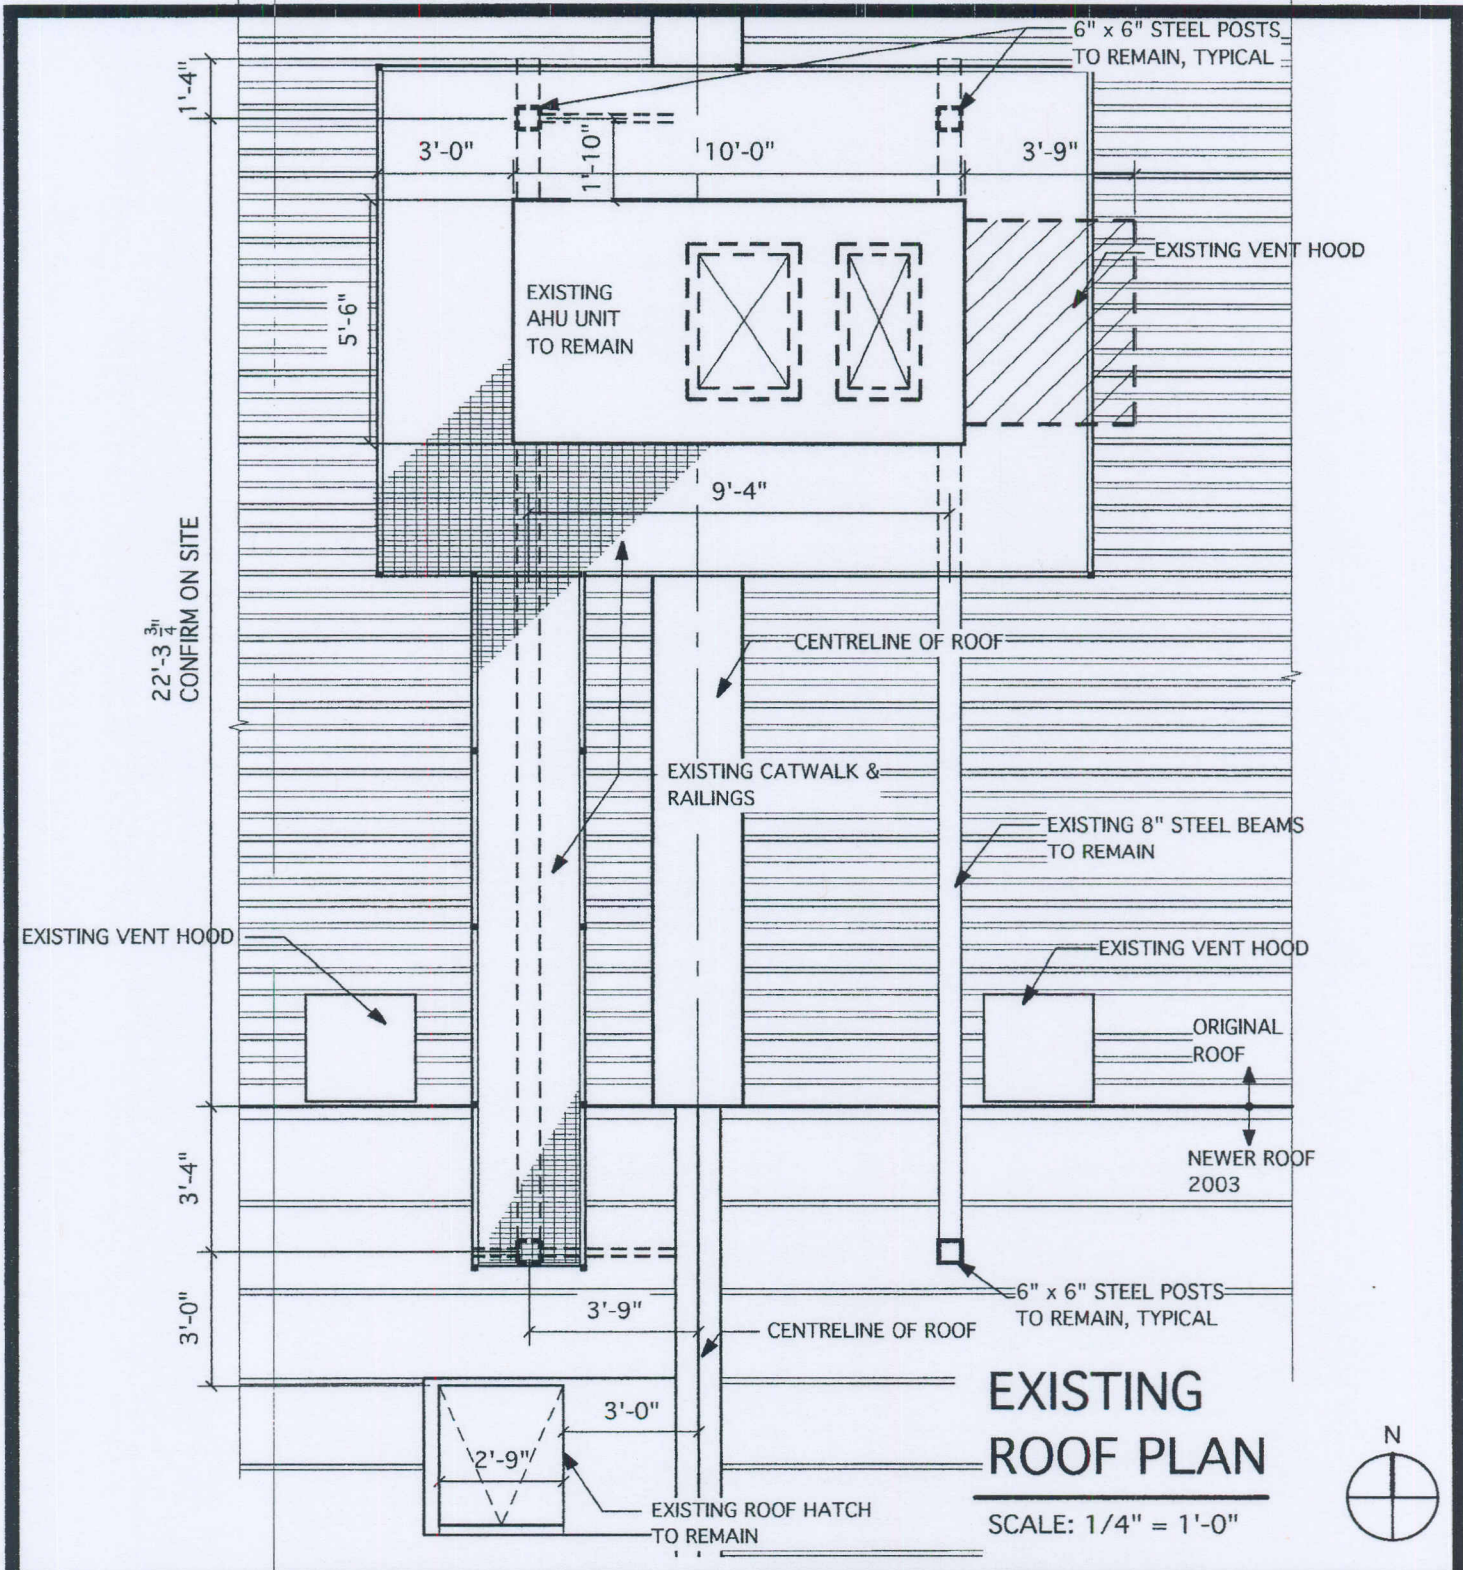 6" x 6" STEEL POSTS
TO REMAIN, TYPICAL
1'-4"
3'-0"
1'-10"
10'-0"
3'-9"
EXISTING VENT HOOD
EXISTING
AHU UNIT
TO REMAIN
5'-6"
9'-4"
22'-3 3/4"
CONFIRM ON SITE
CENTRELINE OF ROOF
EXISTING CATWALK &
RAILINGS
EXISTING 8" STEEL BEAMS
TO REMAIN
EXISTING VENT HOOD
EXISTING VENT HOOD
ORIGINAL
ROOF
NEWER ROOF
2003
3'-4"
3'-0"
6" x 6" STEEL POSTS
TO REMAIN, TYPICAL
3'-9"
CENTRELINE OF ROOF
3'-0"
2'-9"
EXISTING ROOF HATCH
TO REMAIN
EXISTING
ROOF PLAN
SCALE: 1/4" = 1'-0"
N